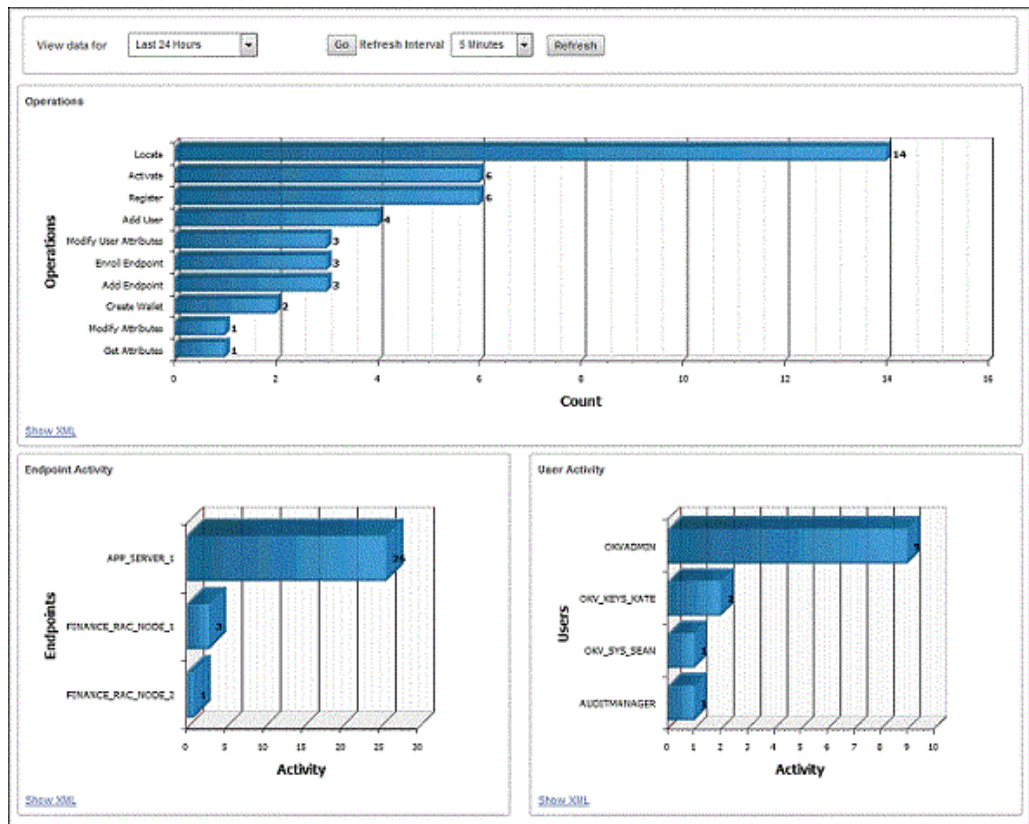 View data for Last 24 Hours Go Refresh Interval 5 Minutes Refresh
Operations
Operations
Locate 14
Activate 6
Register 6
Add User 4
Modify User Attributes 3
Enroll Endpoint 3
Add Endpoint 3
Create Wallet 2
Modify Attributes 1
Get Attributes 1
0 2 4 6 8 10 12 14 16
Count
Show XML
Endpoint Activity
Endpoints
APP_SERVER_1 26
FINANCE_RAC_NODE_1 3
FINANCE_RAC_NODE_2 1
0 5 10 15 20 25 30
Activity
Show XML
User Activity
Users
OKVADMIN 9
OKV_KEYS_KATE 2
OKV_SYS_SEAN 1
AUDITMANAGER 1
0 1 2 3 4 5 6 7 8 9 10
Activity
Show XML